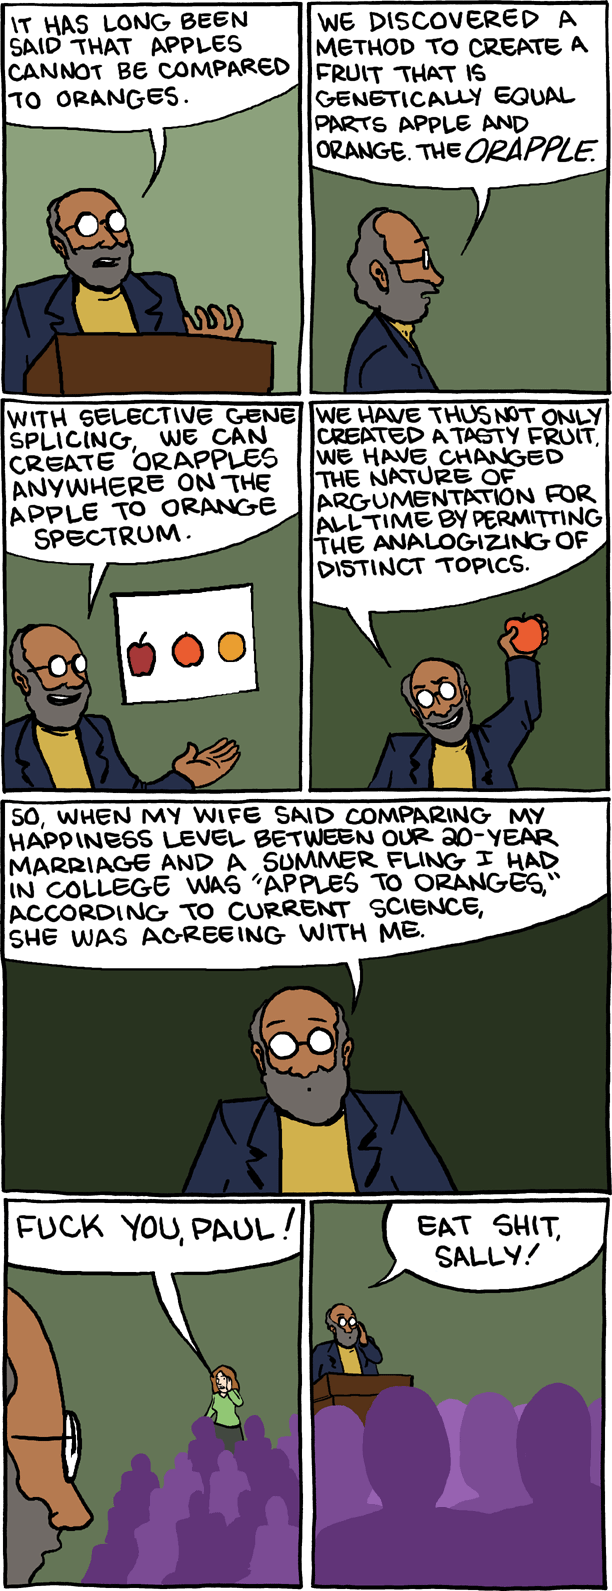 IT HAS LONG BEEN
SAID THAT APPLES
CANNOT BE COMPARED
TO ORANGES.
WE DISCOVERED A
METHOD TO CREATE A
FRUIT THAT IS
GENETICALLY EQUAL
PARTS APPLE AND
ORANGE. THE ORAPPLE.
WITH SELECTIVE GENE
SPLICING, WE CAN
CREATE ORAPPLES
ANYWHERE ON THE
APPLE TO ORANGE
SPECTRUM.
WE HAVE THUS NOT ONLY
CREATED A TASTY FRUIT,
WE HAVE CHANGED
THE NATURE OF
ARGUMENTATION FOR
ALL TIME BY PERMITTING
THE ANALOGIZING OF
DISTINCT TOPICS.
SO, WHEN MY WIFE SAID COMPARING MY
HAPPINESS LEVEL BETWEEN OUR 20-YEAR
MARRIAGE AND A SUMMER FLING I HAD
IN COLLEGE WAS "APPLES TO ORANGES,"
ACCORDING TO CURRENT SCIENCE,
SHE WAS AGREEING WITH ME.
FUCK YOU, PAUL!
EAT SHIT,
SALLY!